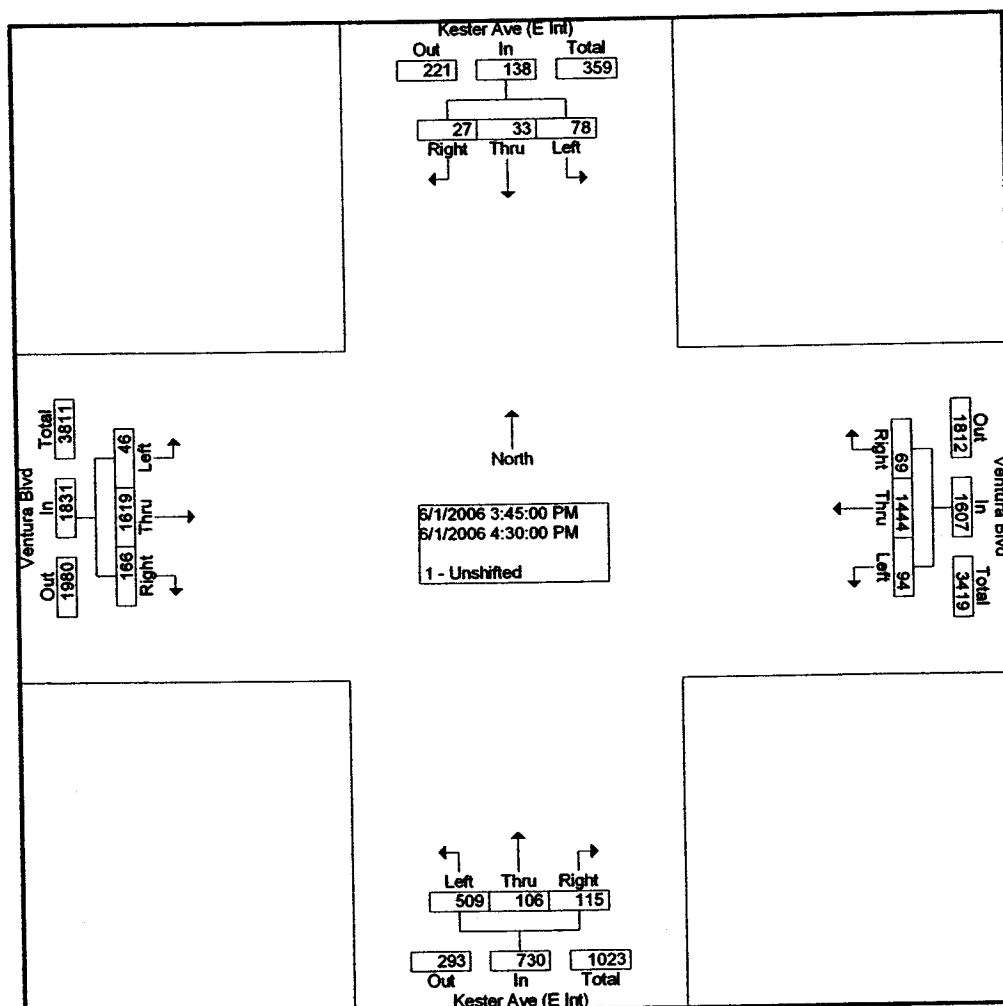 Kester Ave (E Int)
Out In Total
221 138 359
27 33 78
Right Thru Left
Ventura Blvd
Total In Out
3811 1831 1980
46 1619 166
Left Thru Right
North
6/1/2006 3:45:00 PM
6/1/2006 4:30:00 PM
1 - Unshifted
Right Thru Left
69 1444 94
1812 1607 3419
Out In Total
Ventura Blvd
Left Thru Right
509 106 115
293 730 1023
Out In Total
Kester Ave (E Int)